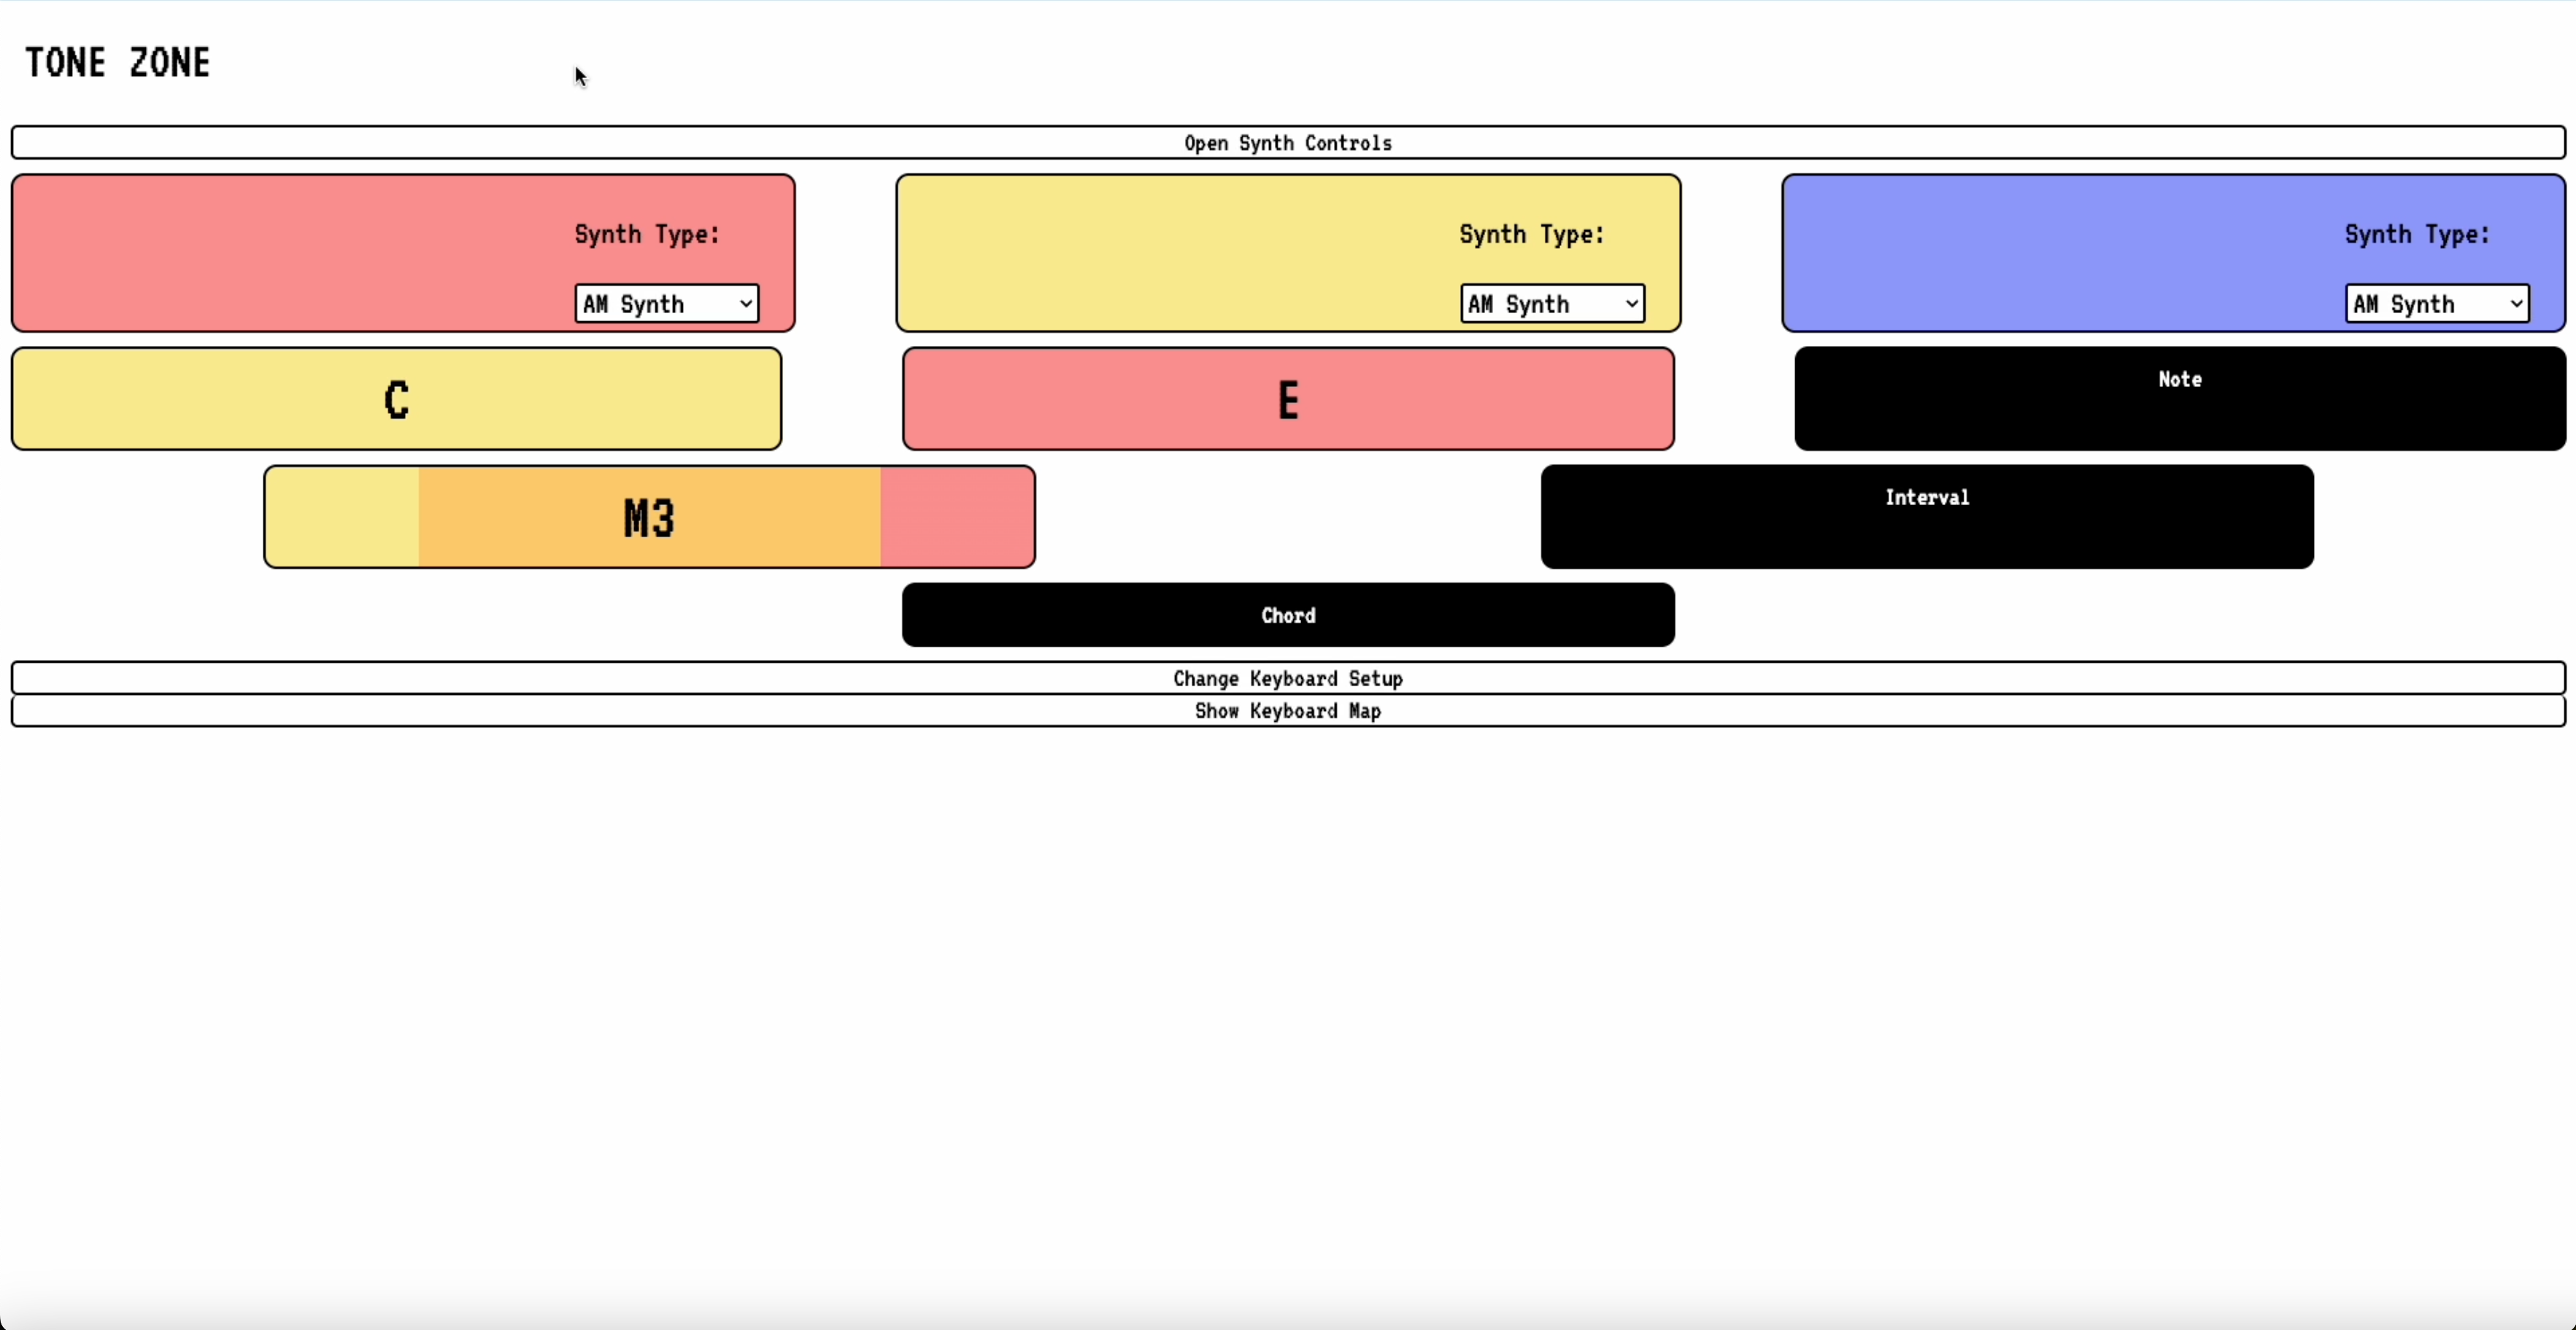 TONE ZONE
Open Synth Controls
Synth Type: Synth Type: Synth Type:
AM Synth AM Synth AM Synth
C E Note
M3 Interval
Chord
Change Keyboard Setup
Show Keyboard Map